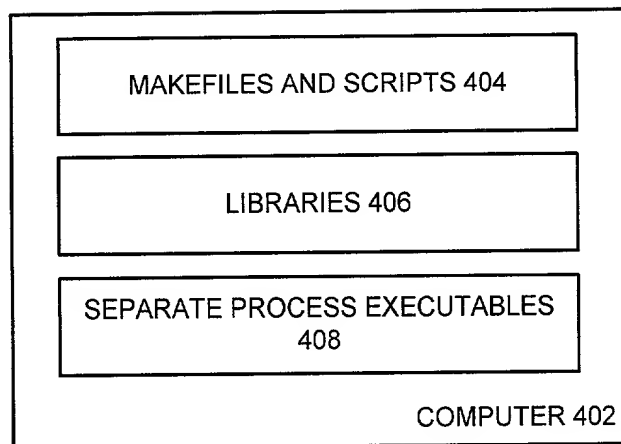 MAKEFILES AND SCRIPTS 404
LIBRARIES 406
SEPARATE PROCESS EXECUTABLES
408
COMPUTER 402